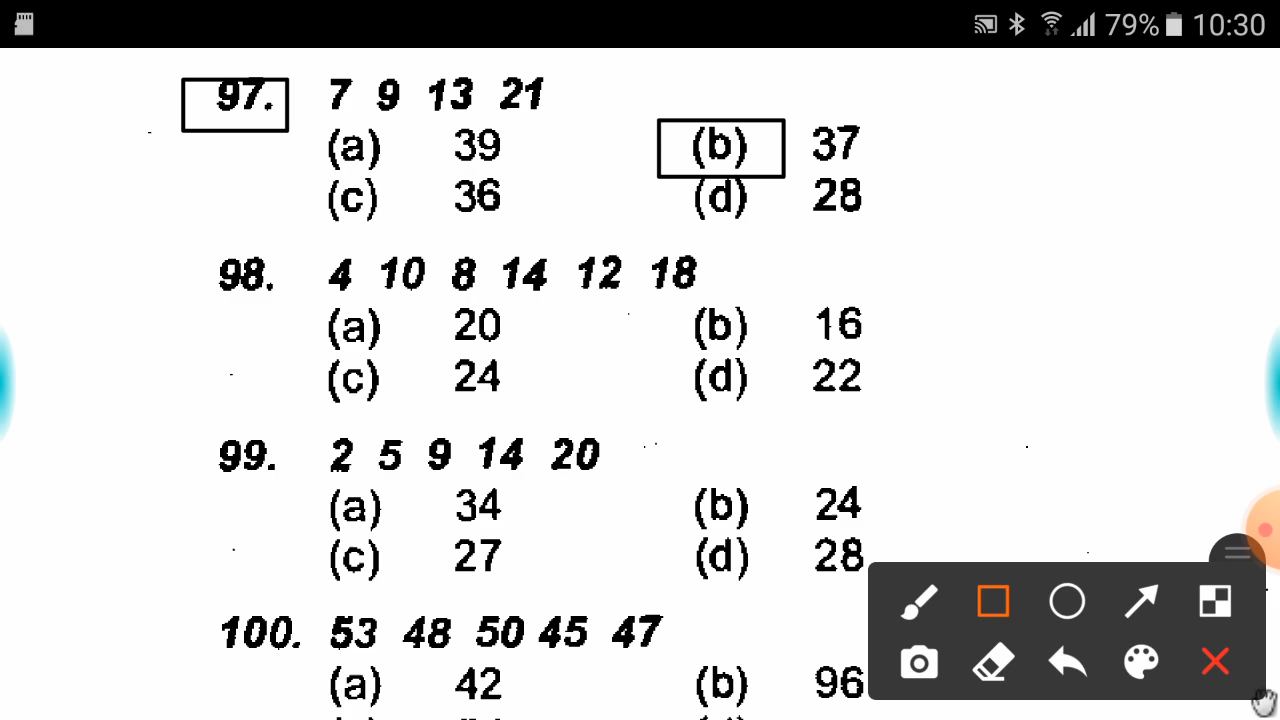 79% 10:30
97. 7 9 13 21
(a) 39 (b) 37
(c) 36 (d) 28
98. 4 10 8 14 12 18
(a) 20 (b) 16
(c) 24 (d) 22
99. 2 5 9 14 20
(a) 34 (b) 24
(c) 27 (d) 28
100. 53 48 50 45 47
(a) 42 (b) 96